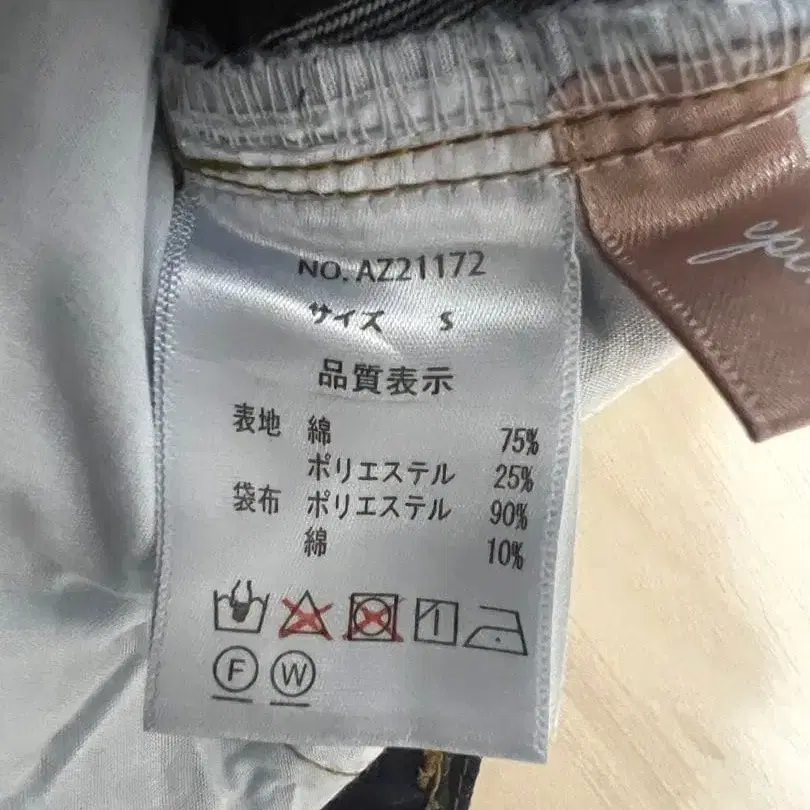 NO. AZ21172
サイズ S
品質表示
表地 綿 75%
ポリエステル 25%
袋布 ポリエステル 90%
綿 10%
F W